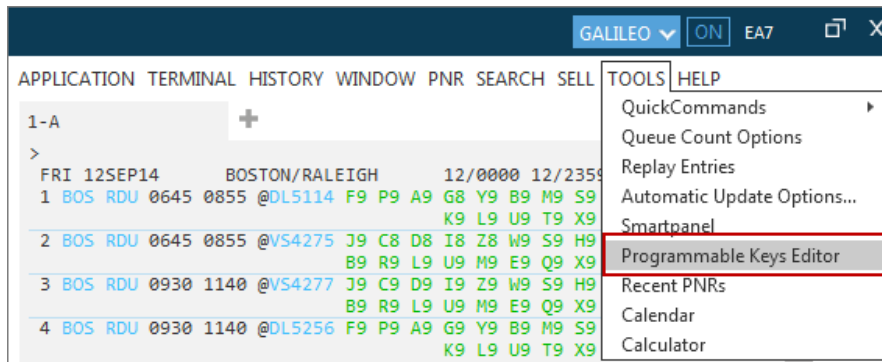 GALILEO ON EA7
APPLICATION TERMINAL HISTORY WINDOW PNR SEARCH SELL TOOLS HELP
1-A
>
FRI 12SEP14 BOSTON/RALEIGH 12/0000 12/2359
1 BOS RDU 0645 0855 @DL5114 F9 P9 A9 G8 Y9 B9 M9 S9
K9 L9 U9 T9 X9
2 BOS RDU 0645 0855 @VS4275 J9 C8 D8 I8 Z8 W9 S9 H9
B9 R9 L9 U9 M9 E9 Q9 X9
3 BOS RDU 0930 1140 @VS4277 J9 C9 D9 I9 Z9 W9 S9 H9
B9 R9 L9 U9 M9 E9 Q9 X9
4 BOS RDU 0930 1140 @DL5256 F9 P9 A9 G9 Y9 B9 M9 S9
K9 L9 U9 T9 X9
QuickCommands
Queue Count Options
Replay Entries
Automatic Update Options...
Smartpanel
Programmable Keys Editor
Recent PNRs
Calendar
Calculator